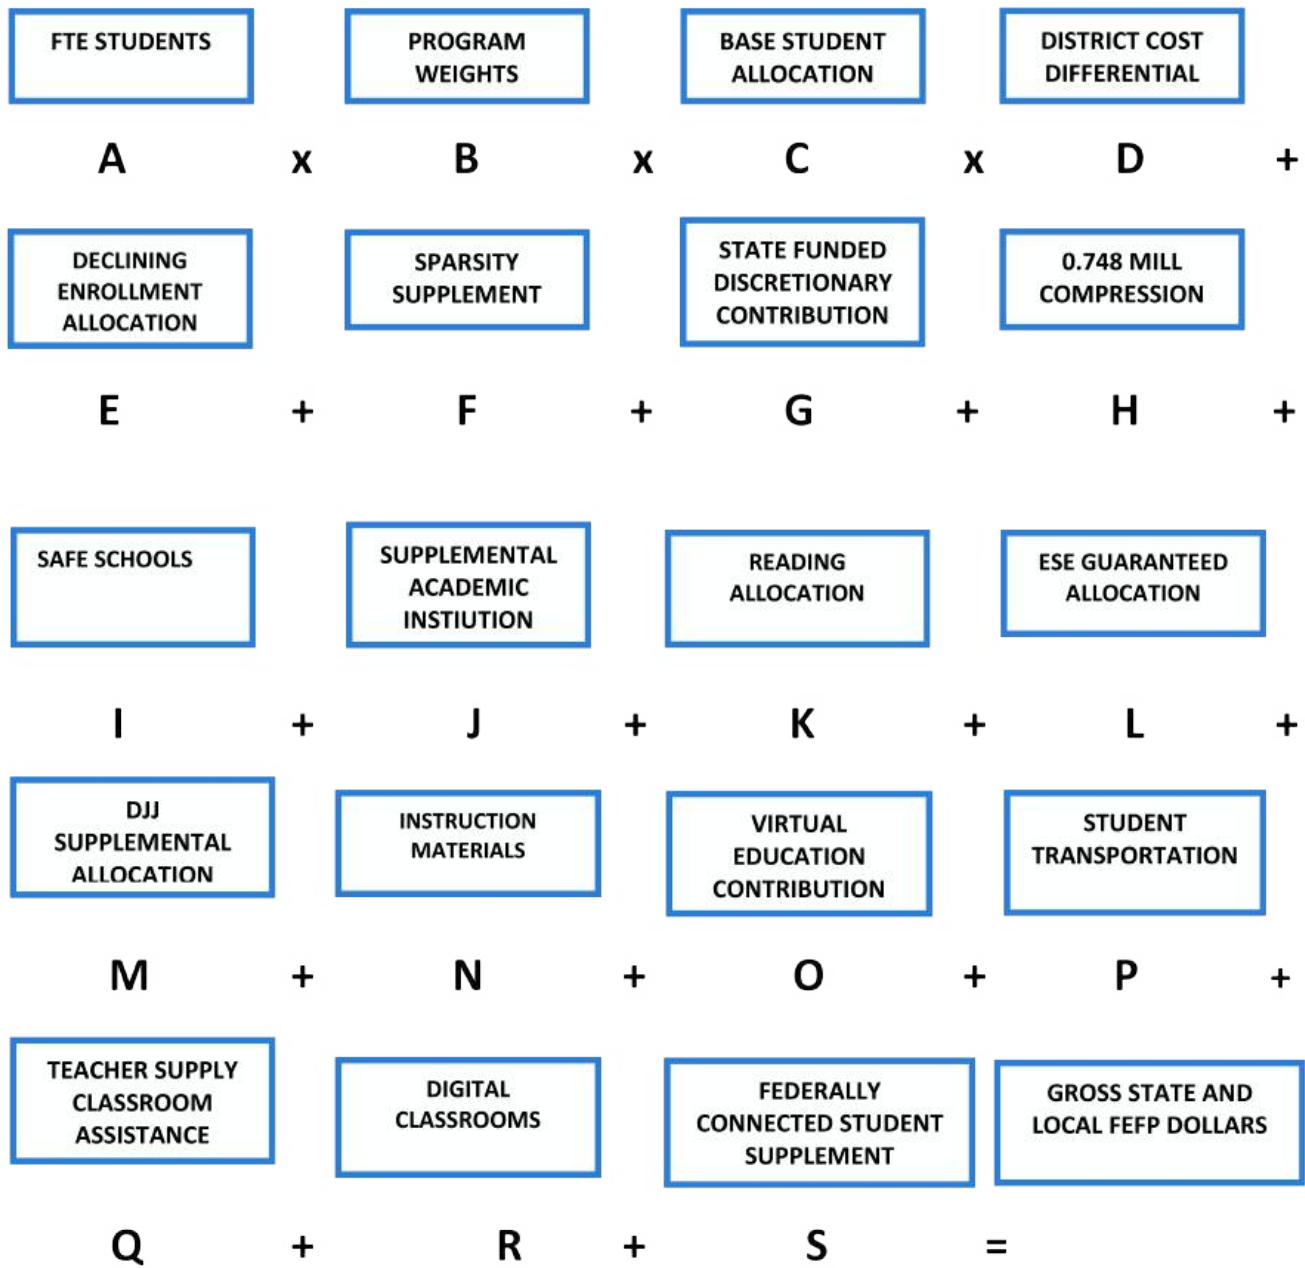 FTE STUDENTS
PROGRAM
WEIGHTS
BASE STUDENT
ALLOCATION
DISTRICT COST
DIFFERENTIAL
A x B x C x D +
DECLINING
ENROLLMENT
ALLOCATION
SPARSITY
SUPPLEMENT
STATE FUNDED
DISCRETIONARY
CONTRIBUTION
0.748 MILL
COMPRESSION
E + F + G + H +
SAFE SCHOOLS
SUPPLEMENTAL
ACADEMIC
INSTIUTION
READING
ALLOCATION
ESE GUARANTEED
ALLOCATION
I + J + K + L +
DJJ
SUPPLEMENTAL
ALLOCATION
INSTRUCTION
MATERIALS
VIRTUAL
EDUCATION
CONTRIBUTION
STUDENT
TRANSPORTATION
M + N + O + P +
TEACHER SUPPLY
CLASSROOM
ASSISTANCE
DIGITAL
CLASSROOMS
FEDERALLY
CONNECTED STUDENT
SUPPLEMENT
GROSS STATE AND
LOCAL FEFP DOLLARS
Q + R + S =